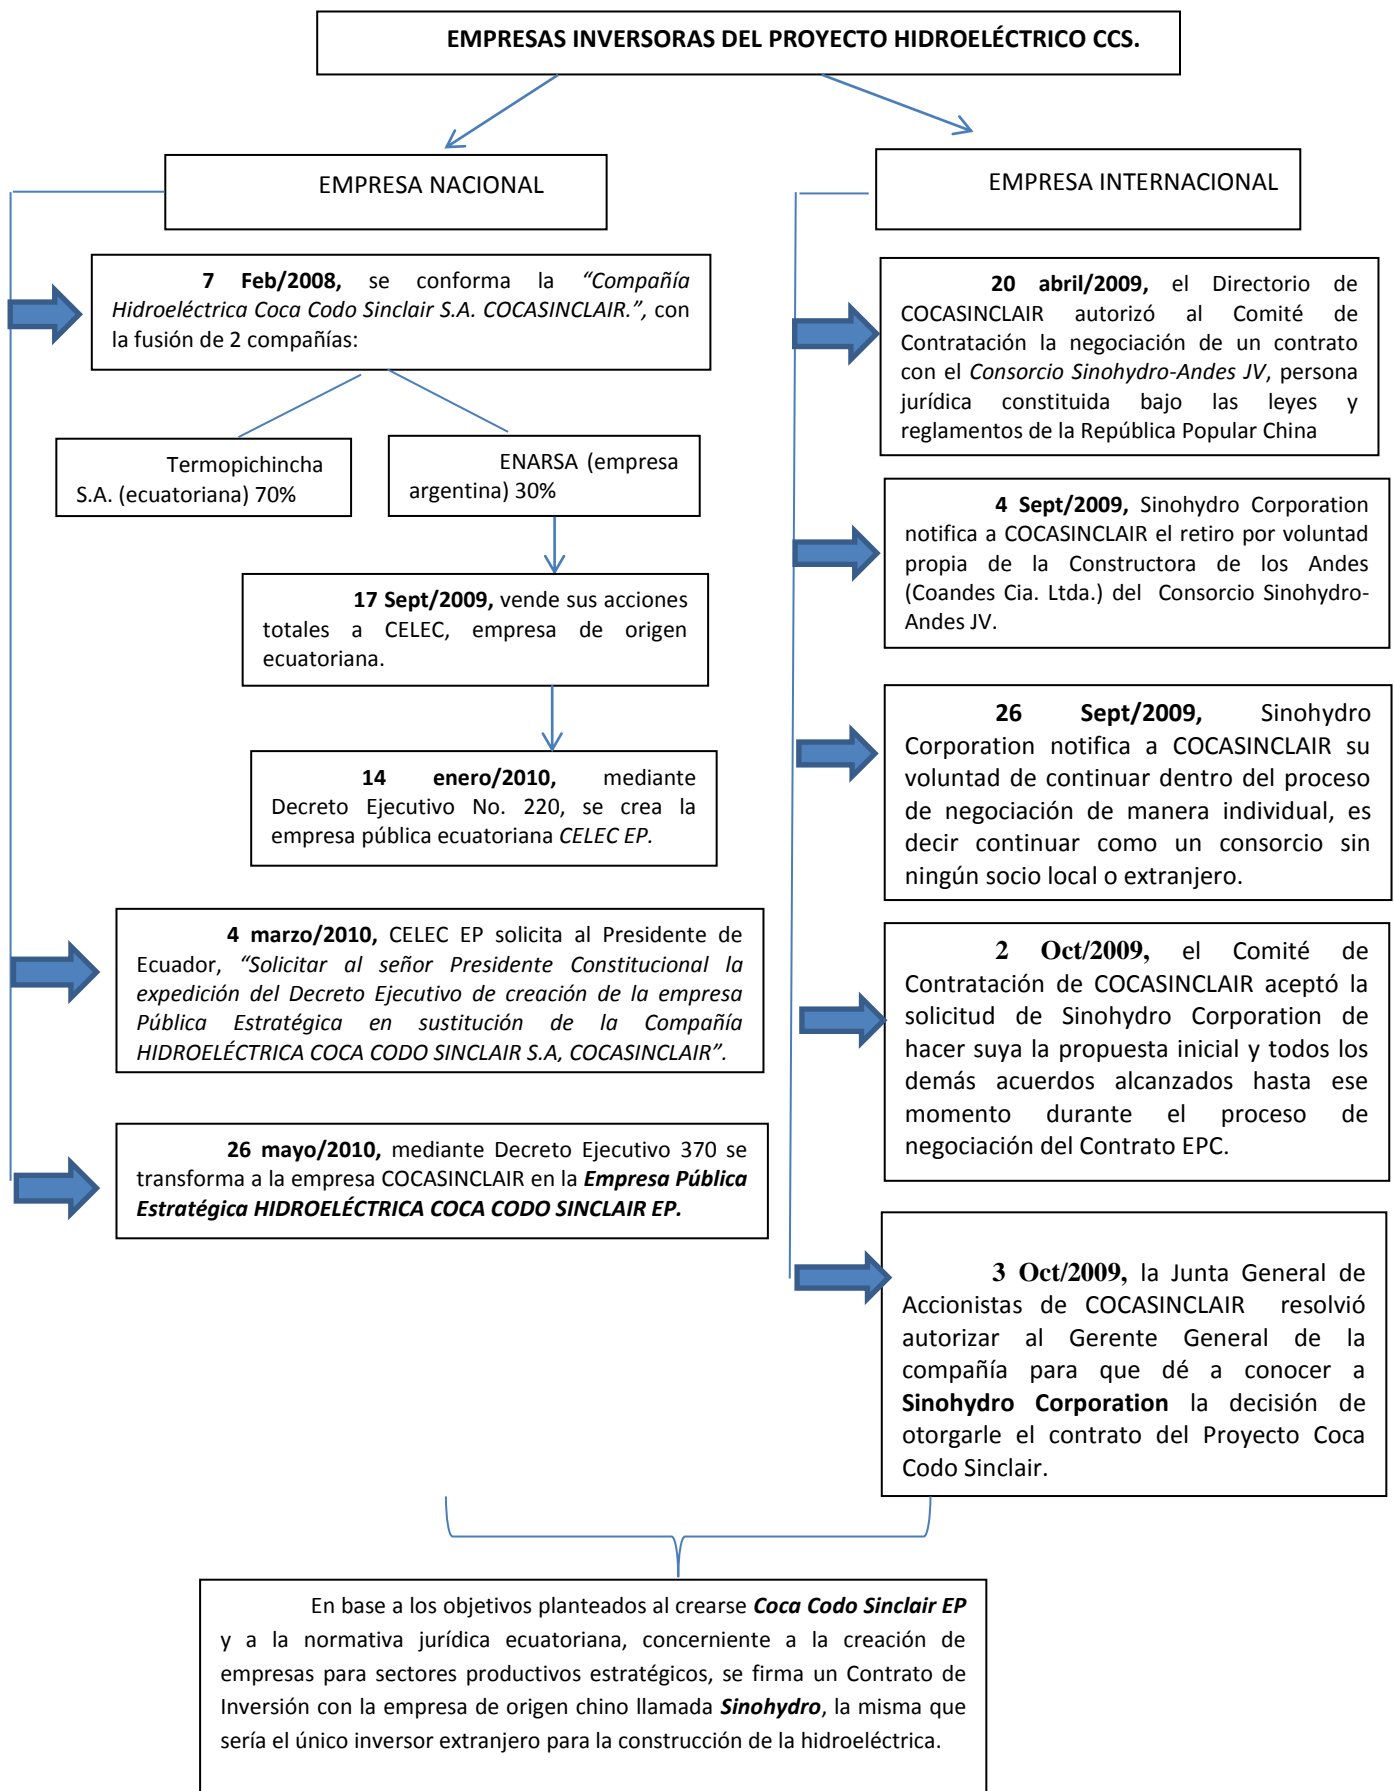 EMPRESAS INVERSORAS DEL PROYECTO HIDROELÉCTRICO CCS.
EMPRESA NACIONAL
7 Feb/2008, se conforma la “Compañía
Hidroeléctrica Coca Codo Sinclair S.A. COCASINCLAIR.”, con
la fusión de 2 compañías:
Termopichincha
S.A. (ecuatoriana) 70%
ENARSA (empresa
argentina) 30%
17 Sept/2009, vende sus acciones
totales a CELEC, empresa de origen
ecuatoriana.
14 enero/2010, mediante
Decreto Ejecutivo No. 220, se crea la
empresa pública ecuatoriana CELEC EP.
4 marzo/2010, CELEC EP solicita al Presidente de
Ecuador, “Solicitar al señor Presidente Constitucional la
expedición del Decreto Ejecutivo de creación de la empresa
Pública Estratégica en sustitución de la Compañía
HIDROELÉCTRICA COCA CODO SINCLAIR S.A, COCASINCLAIR”.
26 mayo/2010, mediante Decreto Ejecutivo 370 se
transforma a la empresa COCASINCLAIR en la Empresa Pública
Estratégica HIDROELÉCTRICA COCA CODO SINCLAIR EP.
EMPRESA INTERNACIONAL
20 abril/2009, el Directorio de
COCASINCLAIR autorizó al Comité de
Contratación la negociación de un contrato
con el Consorcio Sinohydro-Andes JV, persona
jurídica constituida bajo las leyes y
reglamentos de la República Popular China
4 Sept/2009, Sinohydro Corporation
notifica a COCASINCLAIR el retiro por voluntad
propia de la Constructora de los Andes
(Coandes Cia. Ltda.) del Consorcio Sinohydro-
Andes JV.
26 Sept/2009, Sinohydro
Corporation notifica a COCASINCLAIR su
voluntad de continuar dentro del proceso
de negociación de manera individual, es
decir continuar como un consorcio sin
ningún socio local o extranjero.
2 Oct/2009, el Comité de
Contratación de COCASINCLAIR aceptó la
solicitud de Sinohydro Corporation de
hacer suya la propuesta inicial y todos los
demás acuerdos alcanzados hasta ese
momento durante el proceso de
negociación del Contrato EPC.
3 Oct/2009, la Junta General de
Accionistas de COCASINCLAIR resolvió
autorizar al Gerente General de la
compañía para que dé a conocer a
Sinohydro Corporation la decisión de
otorgarle el contrato del Proyecto Coca
Codo Sinclair.
En base a los objetivos planteados al crearse Coca Codo Sinclair EP
y a la normativa jurídica ecuatoriana, concerniente a la creación de
empresas para sectores productivos estratégicos, se firma un Contrato de
Inversión con la empresa de origen chino llamada Sinohydro, la misma que
sería el único inversor extranjero para la construcción de la hidroeléctrica.